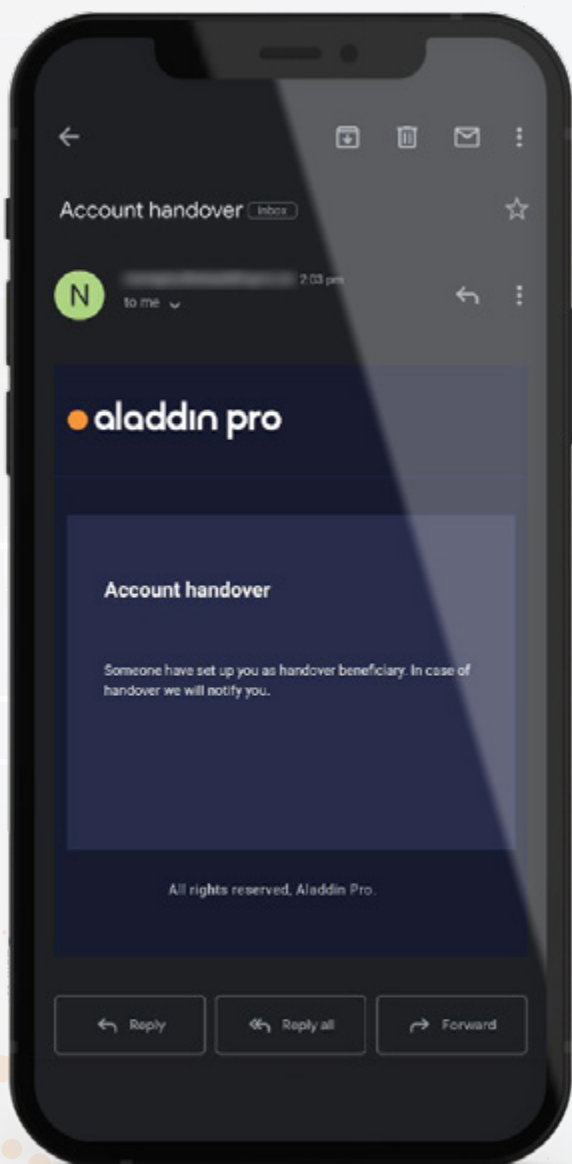 Account handover Inbox
N
2:03 pm
to me
aladdin pro
Account handover
Someone have set up you as handover beneficiary. In case of
handover we will notify you.
All rights reserved, Aladdin Pro.
Reply
Reply all
Forward